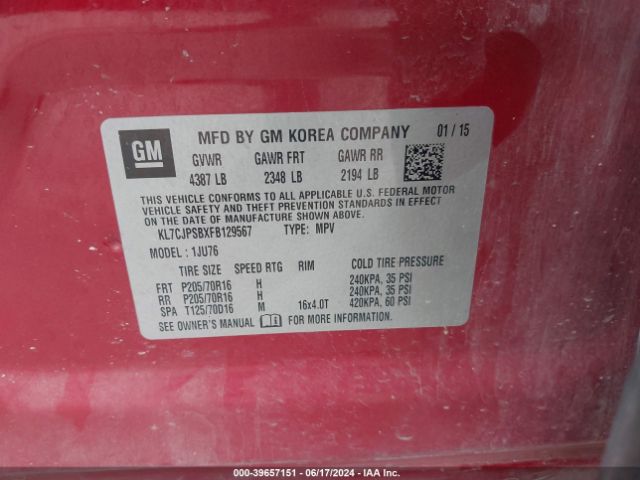 GM
MFD BY GM KOREA COMPANY 01 / 15
GVWR GAWR FRT GAWR RR
4387 LB 2348 LB 2194 LB
THIS VEHICLE CONFORMS TO ALL APPLICABLE U.S. FEDERAL MOTOR
VEHICLE SAFETY AND THEFT PREVENTION STANDARDS IN EFFECT ON
THE DATE OF MANUFACTURE SHOWN ABOVE.
KL7CJPSBXFB129567 TYPE: MPV
MODEL: 1JU76
TIRE SIZE SPEED RTG RIM COLD TIRE PRESSURE
FRT P205/70R16 H 240KPA, 35 PSI
RR P205/70R16 H 240KPA, 35 PSI
SPA T125/70D16 M 16x4.0T 420KPA, 60 PSI
SEE OWNER'S MANUAL FOR MORE INFORMATION.
000-39657151 - 06/17/2024 - IAA Inc.